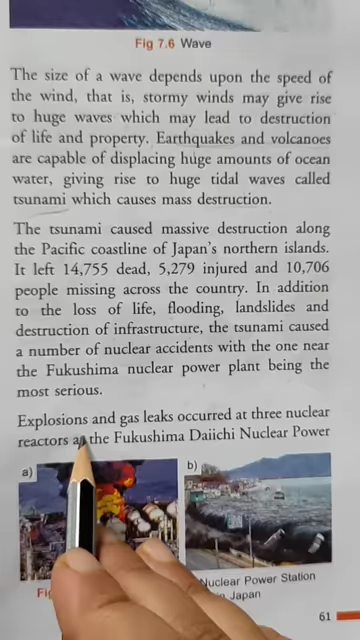 Fig 7.6 Wave
The size of a wave depends upon the speed of
the wind, that is, stormy winds may give rise
to huge waves which may lead to destruction
of life and property. Earthquakes and volcanoes
are capable of displacing huge amounts of ocean
water, giving rise to huge tidal waves called
tsunami which causes mass destruction.
The tsunami caused massive destruction along
the Pacific coastline of Japan's northern islands.
It left 14,755 dead, 5,279 injured and 10,706
people missing across the country. In addition
to the loss of life, flooding, landslides and
destruction of infrastructure, the tsunami caused
a number of nuclear accidents with the one near
the Fukushima nuclear power plant being the
most serious.
Explosions and gas leaks occurred at three nuclear
reactors at the Fukushima Daiichi Nuclear Power
a)
b)
Nuclear Power Station
Japan
61